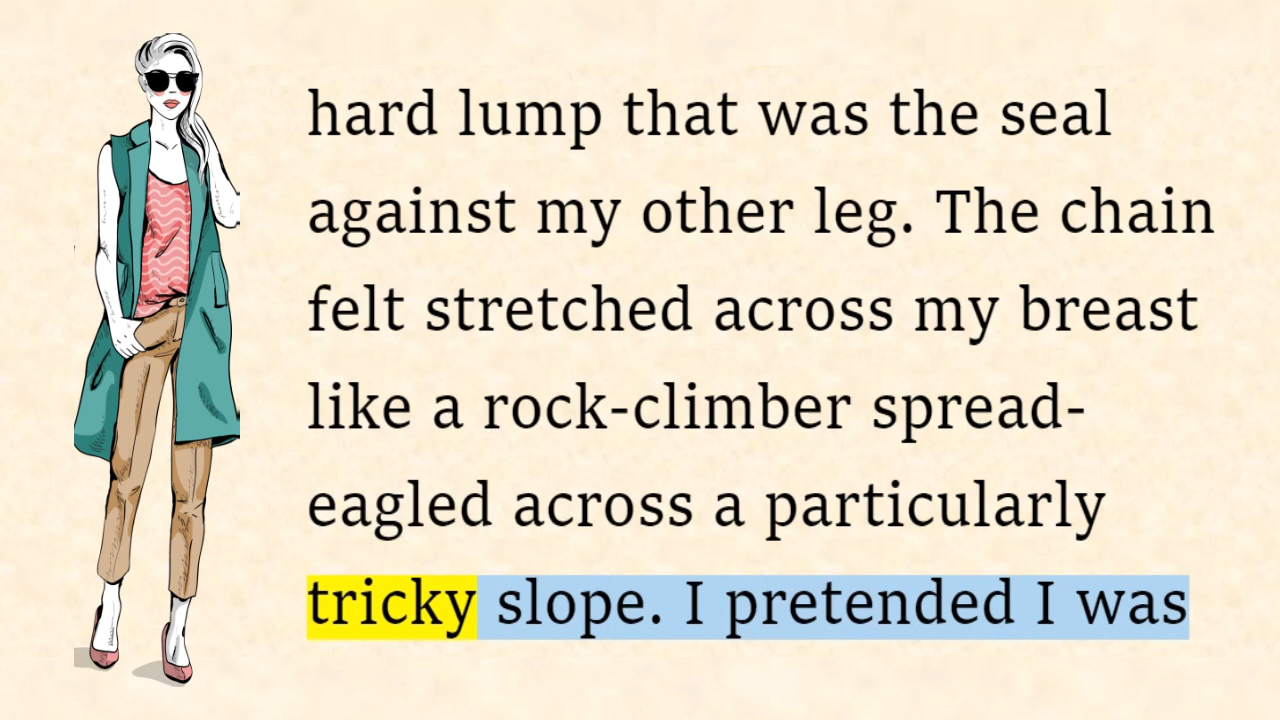 hard lump that was the seal
against my other leg. The chain
felt stretched across my breast
like a rock-climber spread-
eagled across a particularly
tricky slope. I pretended I was